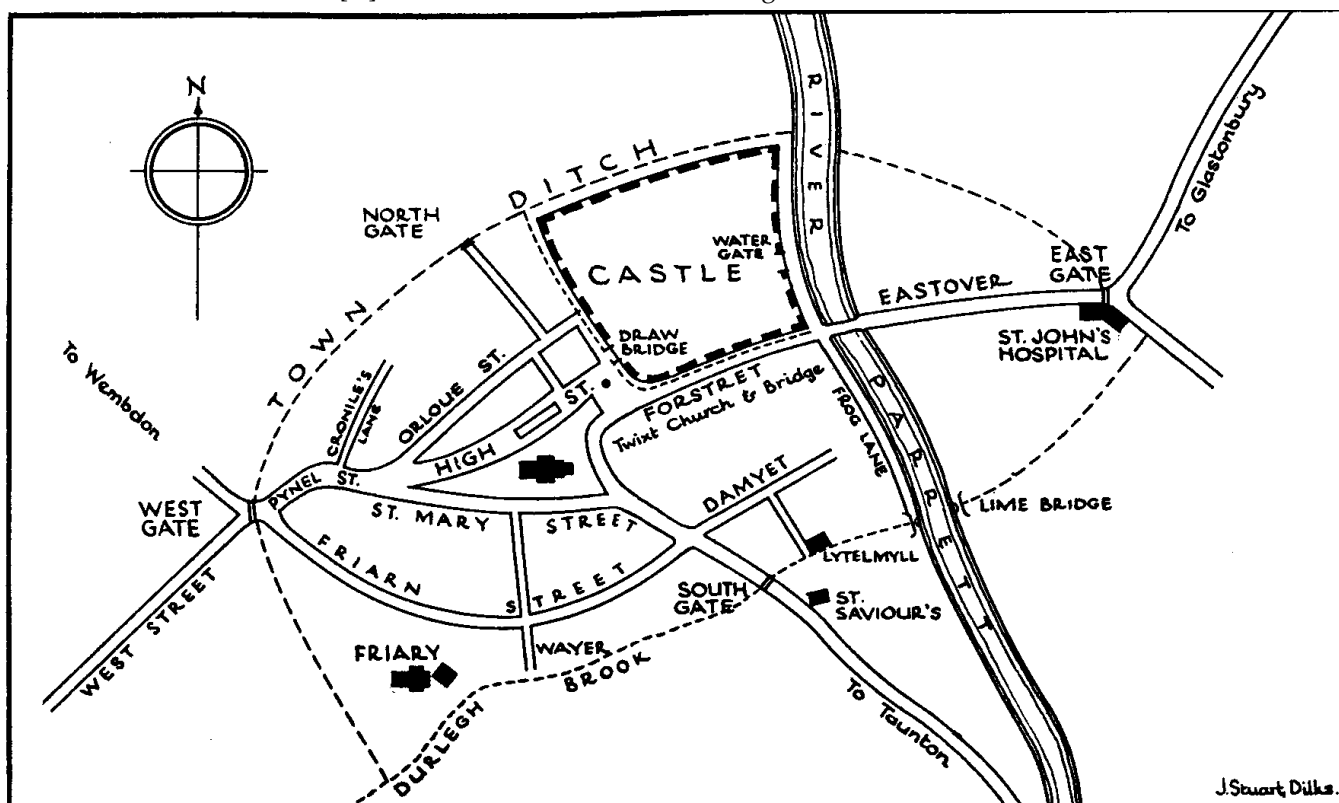 N
RIVER
PARRETT
TOWN DITCH
NORTH
GATE
WATER
GATE
CASTLE
EASTOVER
EAST
GATE
To Glastonbury
ST. JOHN'S
HOSPITAL
DRAW
BRIDGE
To Wembdon
CRONILE'S
LANE
ORLOUE ST.
HIGH ST.
FORSTRET
Twixt Church & Bridge
FROG LANE
PYNEL ST.
WEST
GATE
ST. MARY STREET
DAMYET
LIME BRIDGE
LYTELMYLL
FRIARN STREET
SOUTH
GATE
ST.
SAVIOUR'S
WEST STREET
FRIARY
WAYER
DURLEGH BROOK
To Taunton
J. Stuart Dilks.